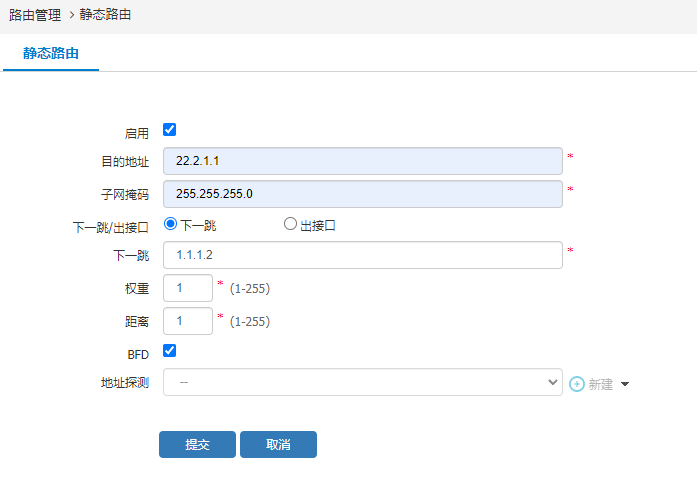 路由管理 > 静态路由
静态路由
启用
目的地址 22.2.1.1 *
子网掩码 255.255.255.0 *
下一跳/出接口 下一跳 出接口
下一跳 1.1.1.2 *
权重 1 * (1-255)
距离 1 * (1-255)
BFD
地址探测 -- 新建
提交 取消